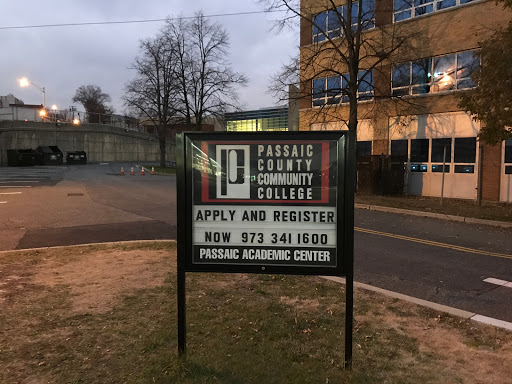 PASSAIC
COUNTY
COMMUNITY
COLLEGE
APPLY AND REGISTER
NOW 973 341 1600
PASSAIC ACADEMIC CENTER